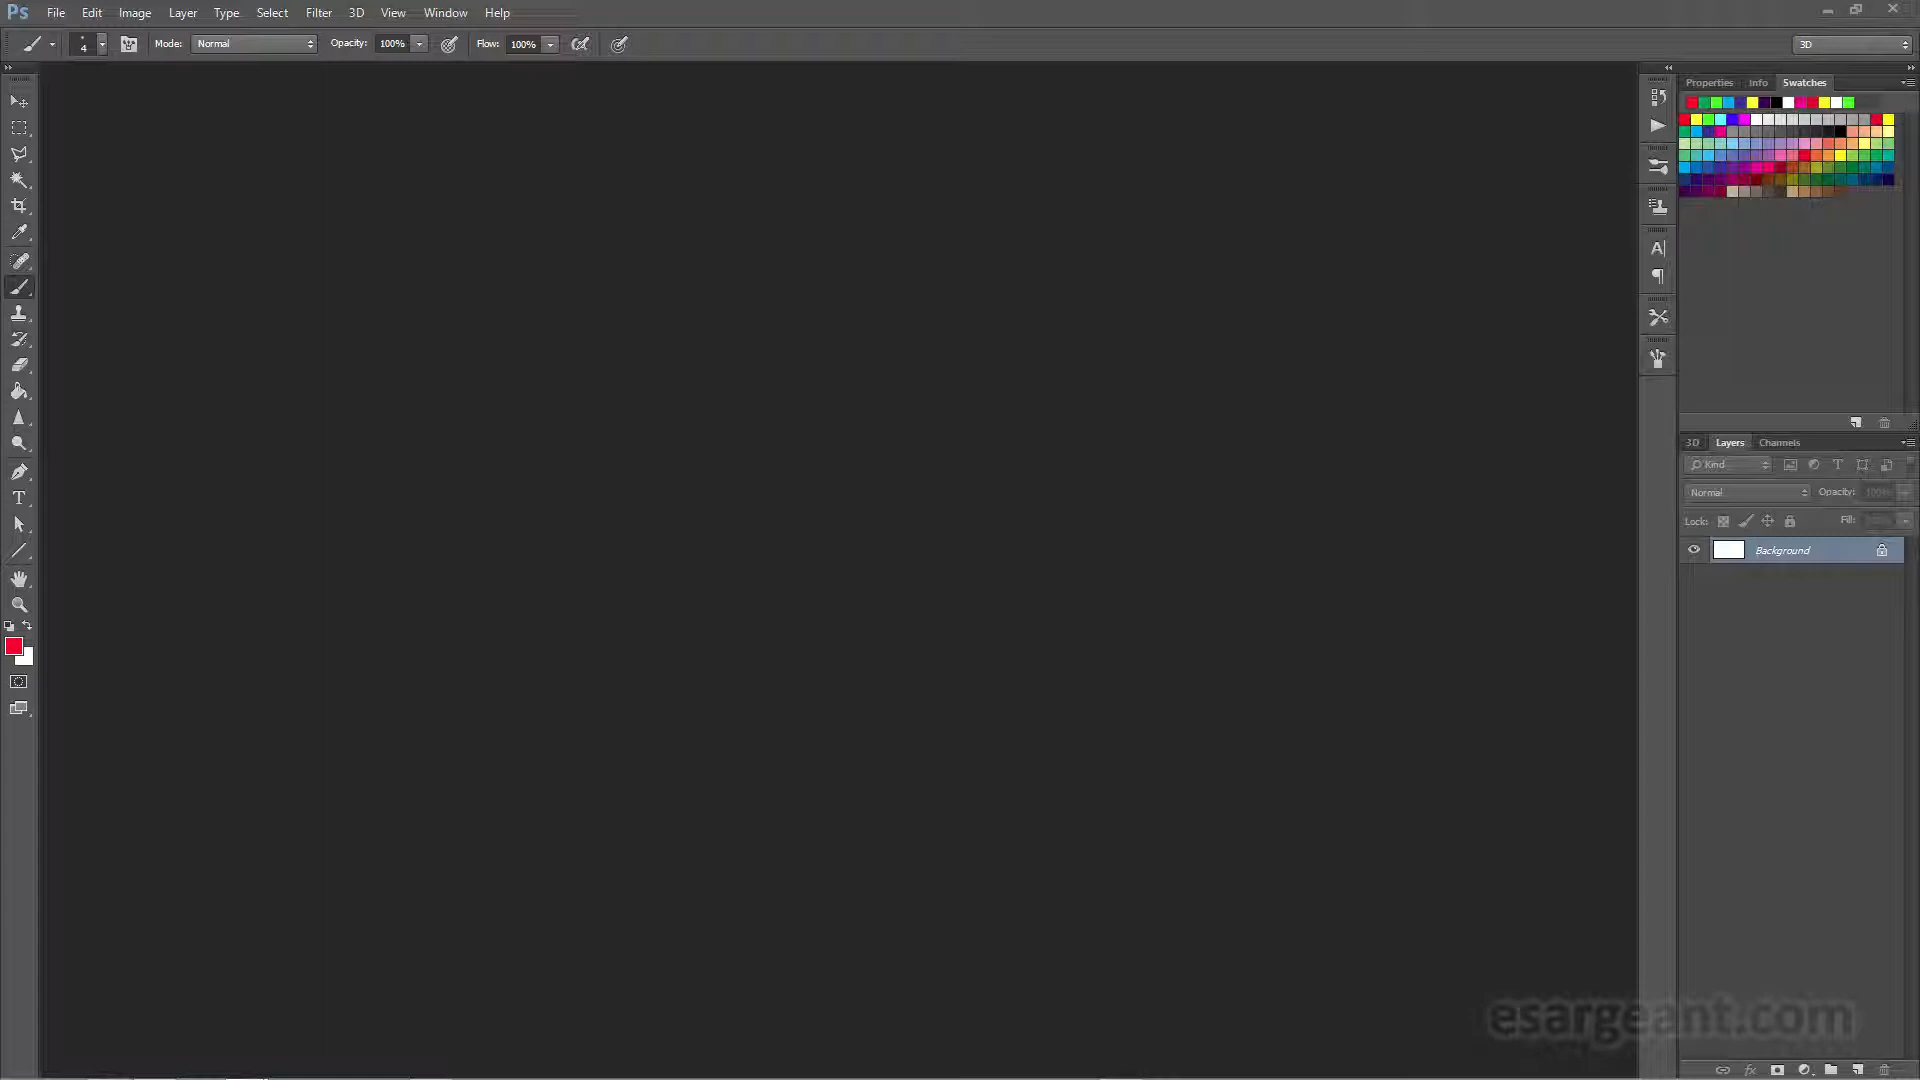 Ps File Edit Image Layer Type Select Filter 3D View Window Help
4 Mode: Normal Opacity: 100% Flow: 100% 3D
Properties Info Swatches
3D Layers Channels
Kind
Normal Opacity: 100%
Lock: Fill:
Background
esargeant.com